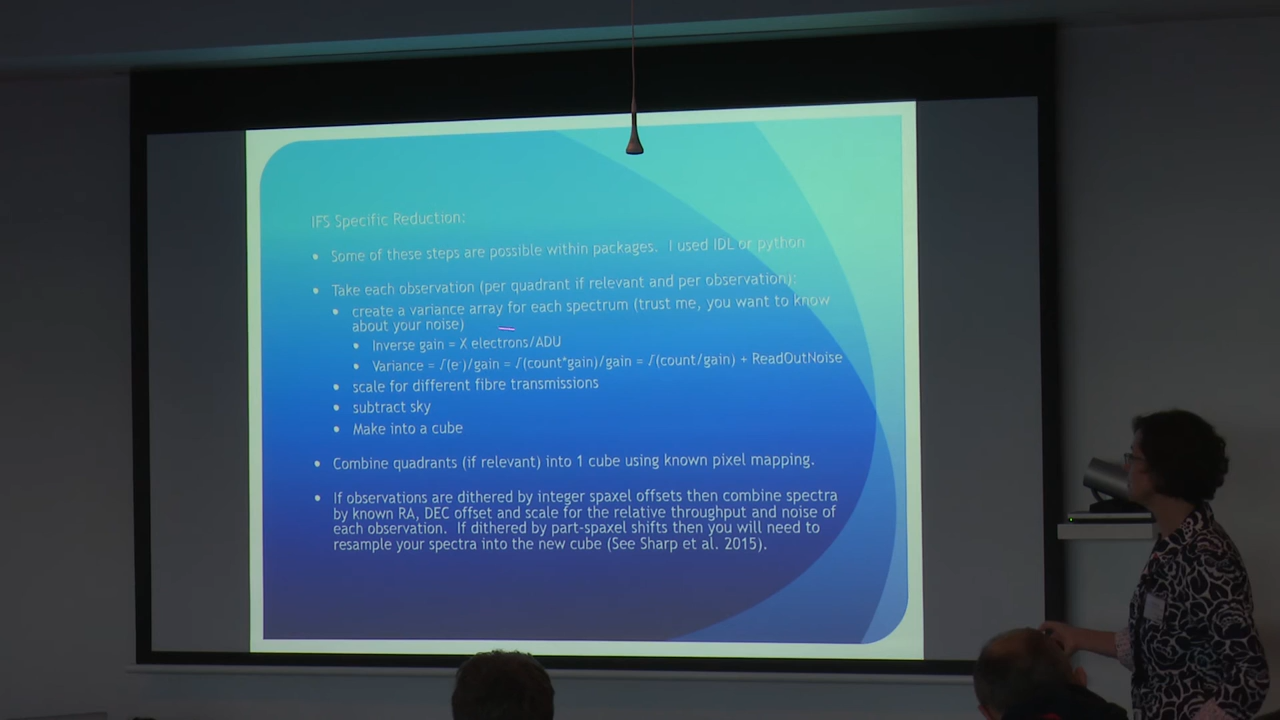 IFS Specific Reduction:
• Some of these steps are possible within packages. I used IDL or python
• Take each observation (per quadrant if relevant and per observation):
• create a variance array for each spectrum (trust me, you want to know
about your noise)
• Inverse gain = X electrons/ADU
• Variance = √(e⁻)/gain = √(count*gain)/gain = √(count/gain) + ReadOutNoise
• scale for different fibre transmissions
• subtract sky
• Make into a cube
• Combine quadrants (if relevant) into 1 cube using known pixel mapping.
• If observations are dithered by integer spaxel offsets then combine spectra
by known RA, DEC offset and scale for the relative throughput and noise of
each observation. If dithered by part-spaxel shifts then you will need to
resample your spectra into the new cube (See Sharp et al. 2015).